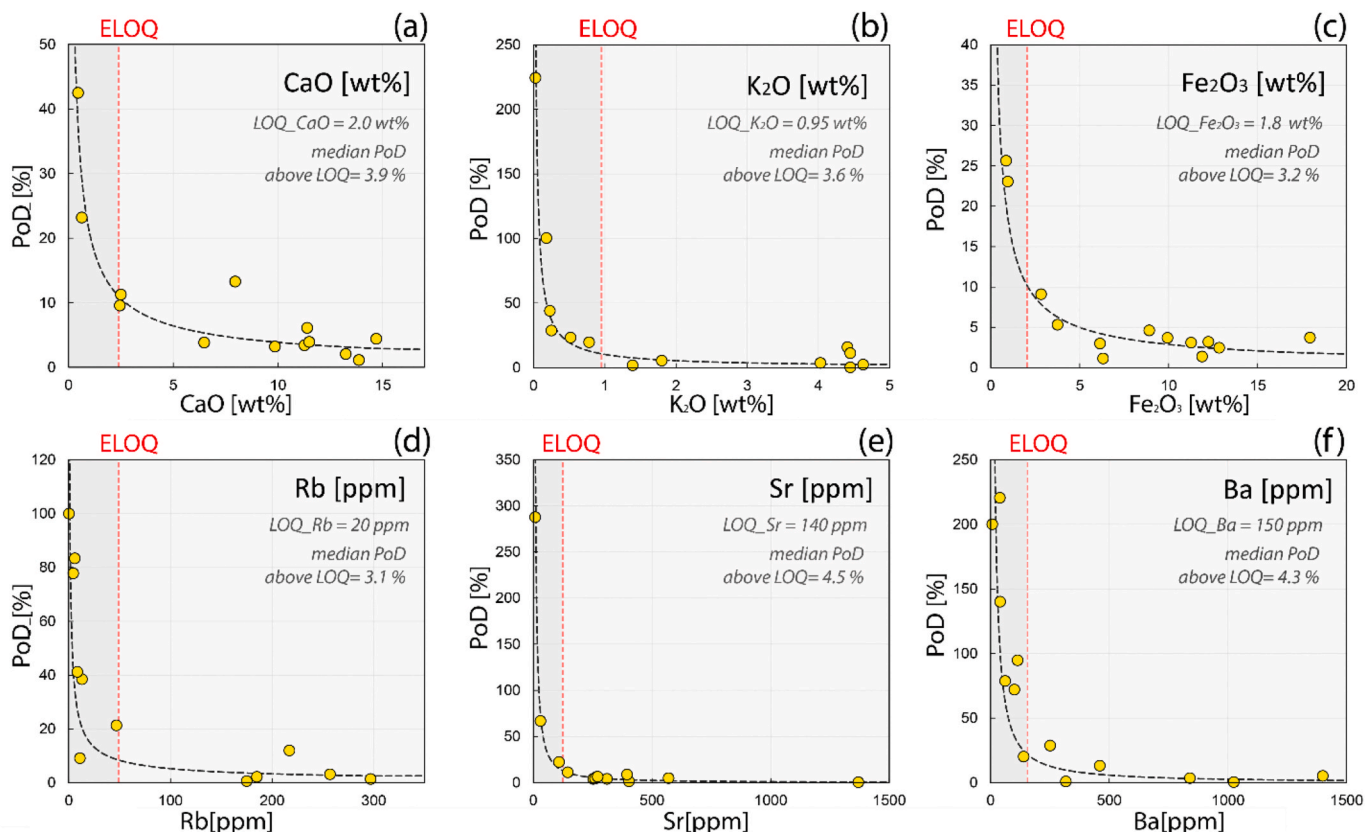 ELOQ
(a)
50
40
30
20
10
0
PoD_[%]
CaO [wt%]
LOQ_CaO = 2.0 wt%
median PoD
above LOQ= 3.9 %
0
5
10
15
CaO [wt%]
ELOQ
(b)
250
200
150
100
50
0
PoD [%]
K₂O [wt%]
LOQ_K₂O = 0.95 wt%
median PoD
above LOQ= 3.6 %
0
1
2
3
4
5
K₂O [wt%]
ELOQ
(c)
40
35
30
25
20
15
10
5
0
PoD [%]
Fe₂O₃ [wt%]
LOQ_Fe₂O₃ = 1.8 wt%
median PoD
above LOQ= 3.2 %
0
5
10
15
20
Fe₂O₃ [wt%]
ELOQ
(d)
120
100
80
60
40
20
0
PoD_[%]
Rb [ppm]
LOQ_Rb = 20 ppm
median PoD
above LOQ= 3.1 %
0
100
200
300
Rb[ppm]
ELOQ
(e)
350
300
250
200
150
100
50
0
PoD [%]
Sr [ppm]
LOQ_Sr = 140 ppm
median PoD
above LOQ= 4.5 %
0
500
1000
1500
Sr[ppm]
ELOQ
(f)
250
200
150
100
50
0
PoD [%]
Ba [ppm]
LOQ_Ba = 150 ppm
median PoD
above LOQ= 4.3 %
0
500
1000
1500
Ba[ppm]